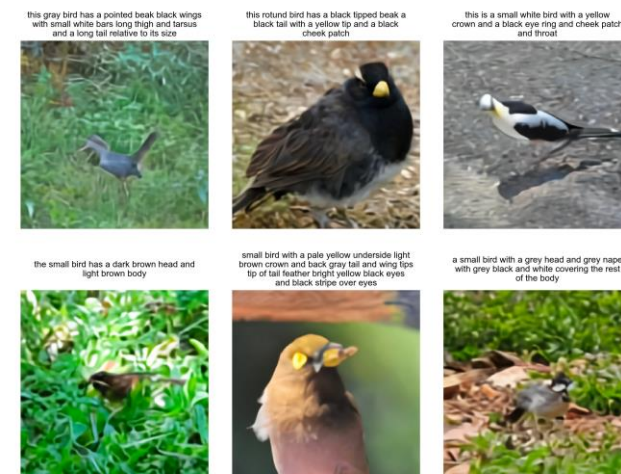 this gray bird has a pointed beak black wings
with small white bars long thigh and tarsus
and a long tail relative to its size
this rotund bird has a black tipped beak a
black tail with a yellow tip and a black
cheek patch
this is a small white bird with a yellow
crown and a black eye ring and cheek patch
and throat
the small bird has a dark brown head and
light brown body
small bird with a pale yellow underside light
brown crown and back gray tail and wing tips
tip of tail feather bright yellow black eyes
and black stripe over eyes
a small bird with a grey head and grey nape
with grey black and white covering the rest
of the body